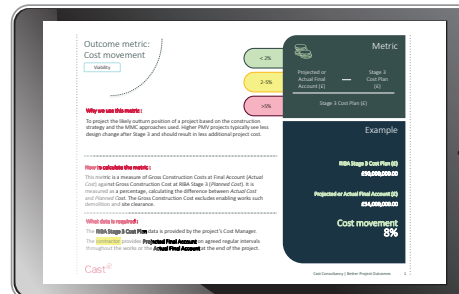 Outcome metric:
Cost movement
Viability
< 2%
2-5%
>5%
Metric
Projected or
Actual Final
Account (£)
—
Stage 3
Cost Plan
(£)
Stage 3 Cost Plan (£)
Why we use this metric:
To project the likely outturn position of a project based on the construction
strategy and the MMC approaches used. Higher PMV projects typically see less
design change after Stage 3 and should result in less additional project cost.
How to calculate the metric:
This metric is a measure of Gross Construction Costs at Final Account (Actual
Cost) against Gross Construction Cost at RIBA Stage 3 (Planned Cost). It is
measured as a percentage, calculating the difference between Actual Cost
and Planned Cost. The Gross Construction Cost excludes enabling works such
demolition and site clearance.
What data is required:
The RIBA Stage 3 Cost Plan data is provided by the project's Cost Manager.
The contractor provides Projected Final Account on agreed regular intervals
throughout the works or the Actual Final Account at the end of the project.
Example
RIBA Stage 3 Cost Plan (£)
£50,000,000.00
Projected or Actual Final Account (£)
£54,000,000.00
Cost movement
8%
Cast
Cast Consultancy | Better Project Outcomes